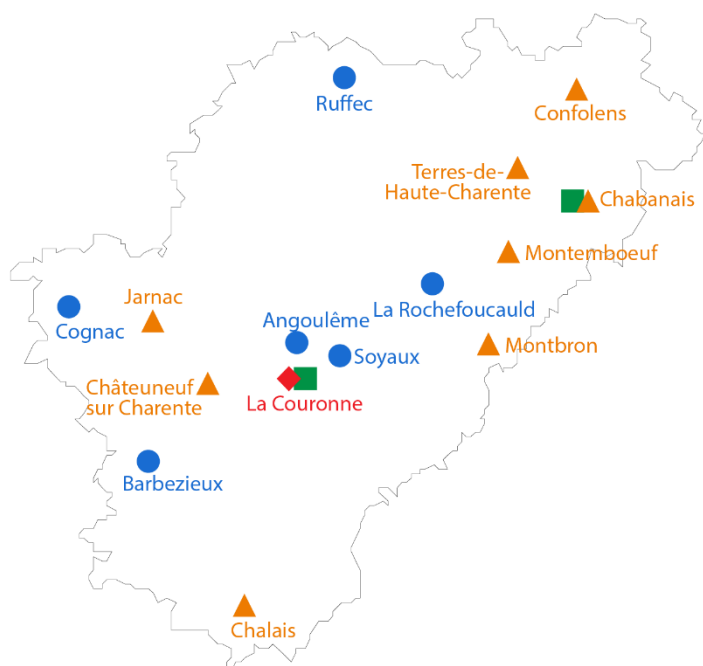 Ruffec
Confolens
Terres-de-
Haute-Charente
Chabanais
Montemboeuf
La Rochefoucauld
Jarnac
Cognac
Angoulême
Soyaux
Montbron
Châteuneuf
sur Charente
La Couronne
Barbezieux
Chalais